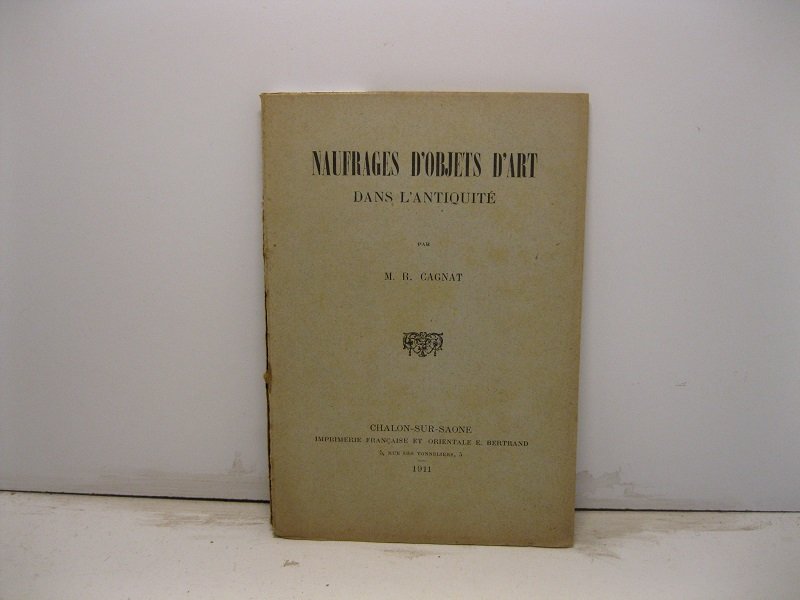 NAUFRAGES D'OBJETS D'ART
DANS L'ANTIQUITÉ
PAR
M. R. CAGNAT
CHALON-SUR-SAONE
IMPRIMERIE FRANÇAISE ET ORIENTALE E. BERTRAND
5, RUE DES TONNELIERS, 5
1911